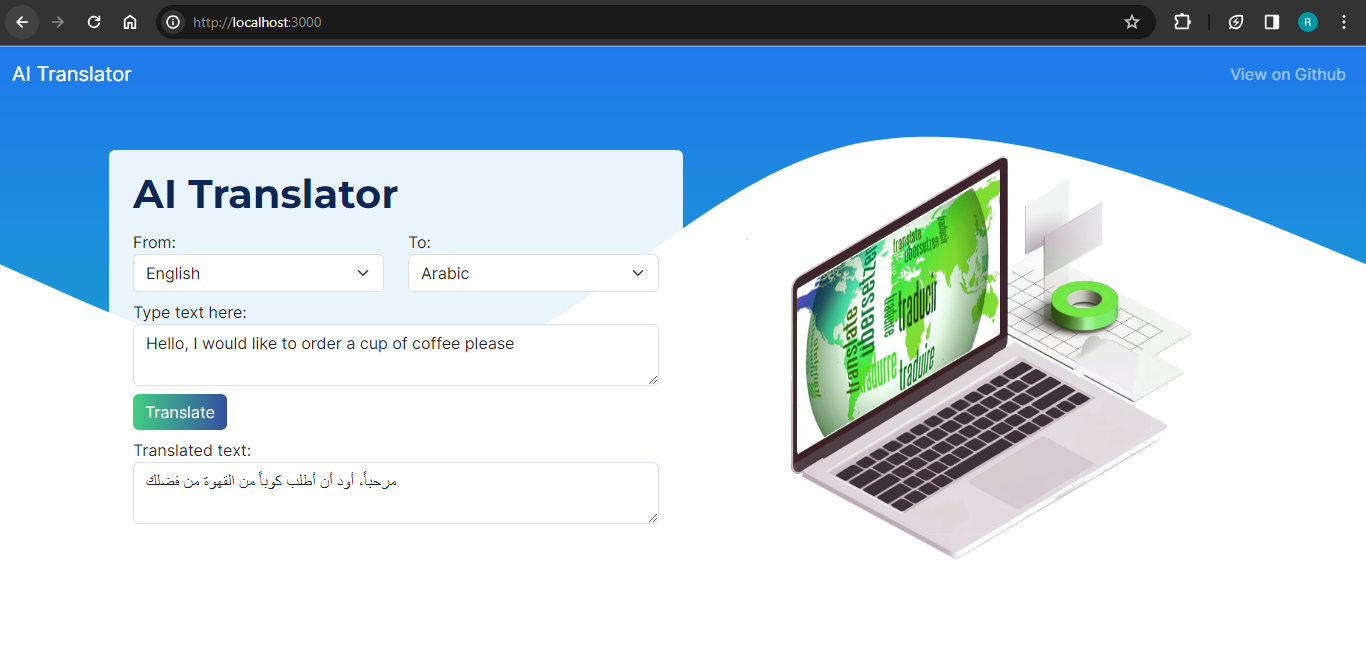 http://localhost:3000
R
AI Translator
View on Github
AI Translator
From:
To:
English
Arabic
Type text here:
Hello, I would like to order a cup of coffee please
Translate
Translated text:
مرحباً، أود أن أطلب كوباً من القهوة من فضلك
translate
übersetzen
traducir
translate
übersetzen
traduire
traducir
adurre
traduire